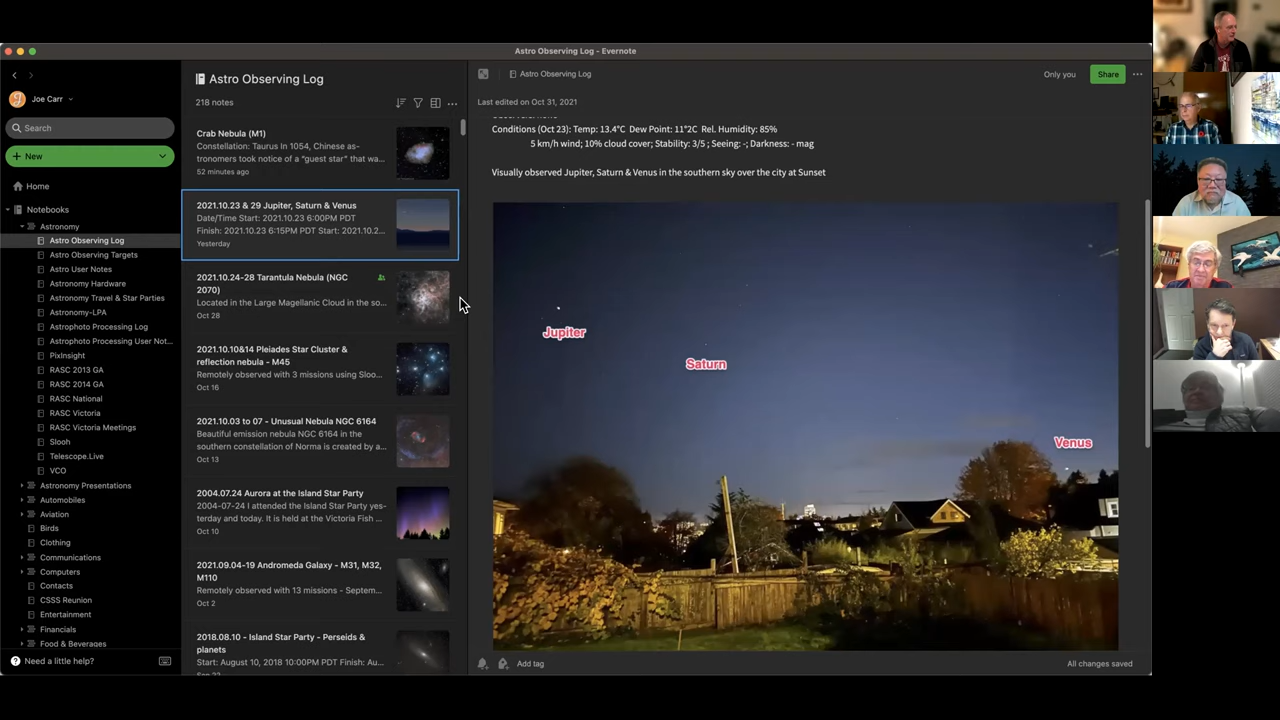 Astro Observing Log - Evernote
Joe Carr
Search
New
Home
Notebooks
Astronomy
Astro Observing Log
Astro Observing Targets
Astro User Notes
Astronomy Hardware
Astronomy Travel & Star Parties
Astronomy-LPA
Astrophoto Processing Log
Astrophoto Processing User Not...
PixInsight
RASC 2013 GA
RASC 2014 GA
RASC National
RASC Victoria
RASC Victoria Meetings
Slooh
Telescope.Live
VCO
Astronomy Presentations
Automobiles
Aviation
Birds
Clothing
Communications
Computers
Contacts
CSSS Reunion
Entertainment
Financials
Food & Beverages
Need a little help?
Astro Observing Log
218 notes
Crab Nebula (M1)
Constellation: Taurus In 1054, Chinese as-
tronomers took notice of a "guest star" that wa...
52 minutes ago
2021.10.23 & 29 Jupiter, Saturn & Venus
Date/Time Start: 2021.10.23 6:00PM PDT
Finish: 2021.10.23 6:15PM PDT Start: 2021.10.2...
Yesterday
2021.10.24-28 Tarantula Nebula (NGC
2070)
Located in the Large Magellanic Cloud in the so...
Oct 28
2021.10.10&14 Pleiades Star Cluster &
reflection nebula - M45
Remotely observed with 3 missions using Sloo...
Oct 16
2021.10.03 to 07 - Unusual Nebula NGC 6164
Beautiful emission nebula NGC 6164 in the
southern constellation of Norma is created by a...
Oct 13
2004.07.24 Aurora at the Island Star Party
2004-07-24 I attended the Island Star Party yes-
terday and today. It is held at the Victoria Fish ...
Oct 10
2021.09.04-19 Andromeda Galaxy - M31, M32,
M110
Remotely observed with 13 missions - Septem...
Oct 2
2018.08.10 - Island Star Party - Perseids &
planets
Start: August 10, 2018 10:00PM PDT Finish: Au...
Astro Observing Log
Only you
Share
Last edited on Oct 31, 2021
Conditions (Oct 23): Temp: 13.4°C Dew Point: 11°2C Rel. Humidity: 85%
5 km/h wind; 10% cloud cover; Stability: 3/5 ; Seeing: -; Darkness: - mag
Visually observed Jupiter, Saturn & Venus in the southern sky over the city at Sunset
Jupiter
Saturn
Venus
Add tag
All changes saved